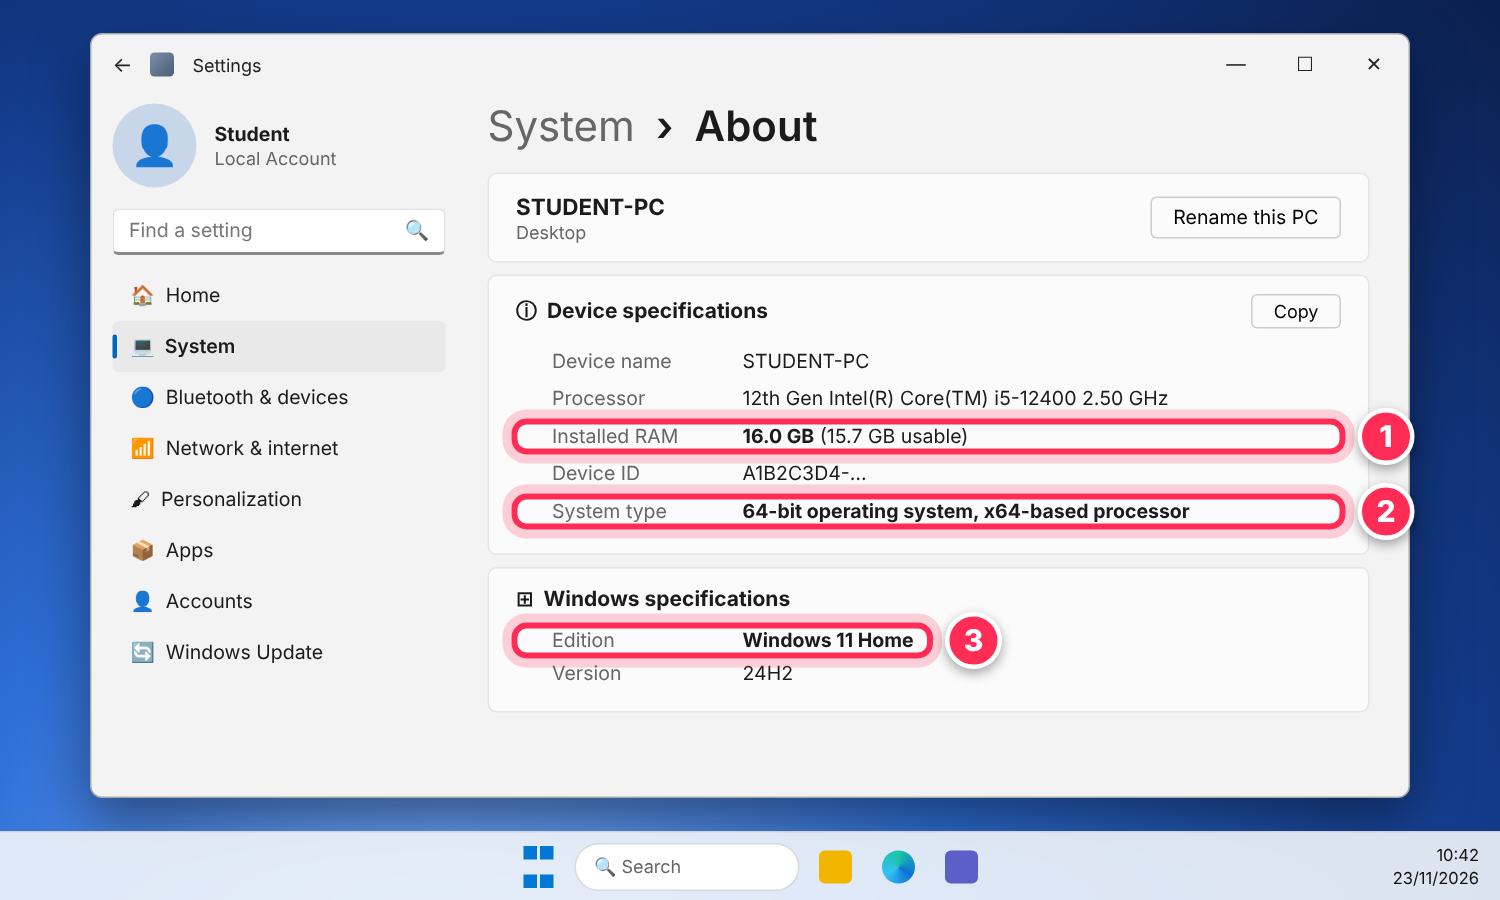 Settings
Student
Local Account
Find a setting
Home
System
Bluetooth & devices
Network & internet
Personalization
Apps
Accounts
Windows Update
System › About
STUDENT-PC
Desktop
Rename this PC
Device specifications
Copy
Device name STUDENT-PC
Processor 12th Gen Intel(R) Core(TM) i5-12400 2.50 GHz
Installed RAM 16.0 GB (15.7 GB usable)
1
Device ID A1B2C3D4-...
System type 64-bit operating system, x64-based processor
2
Windows specifications
Edition Windows 11 Home
3
Version 24H2
Search
10:42
23/11/2026